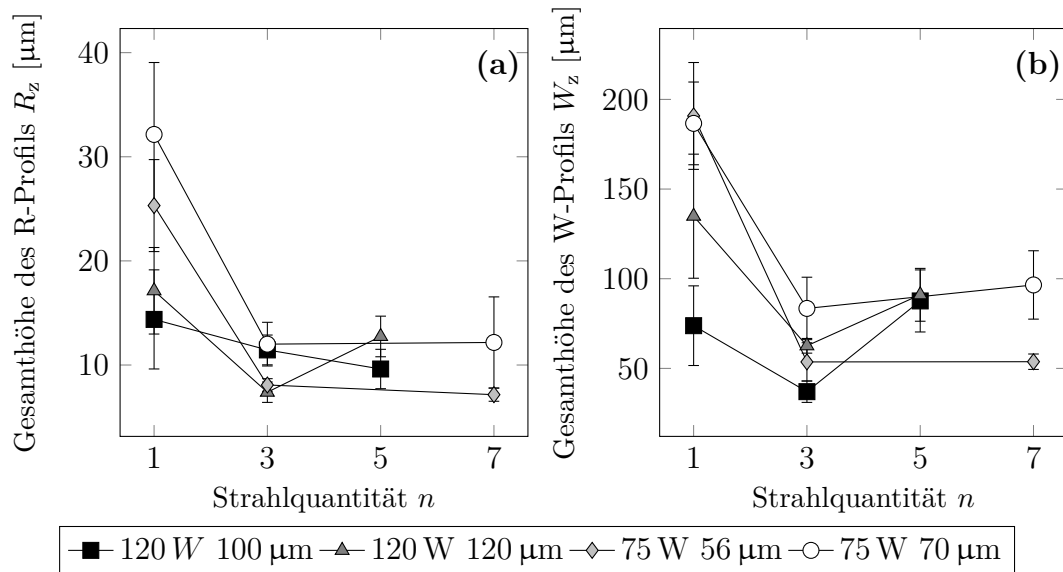 Gesamthöhe des R-Profils Rz [µm]
40
30
20
10
(a)
1 3 5 7
Strahlquantität n
Gesamthöhe des W-Profils Wz [µm]
200
150
100
50
(b)
1 3 5 7
Strahlquantität n
120 W 100 µm 120 W 120 µm 75 W 56 µm 75 W 70 µm